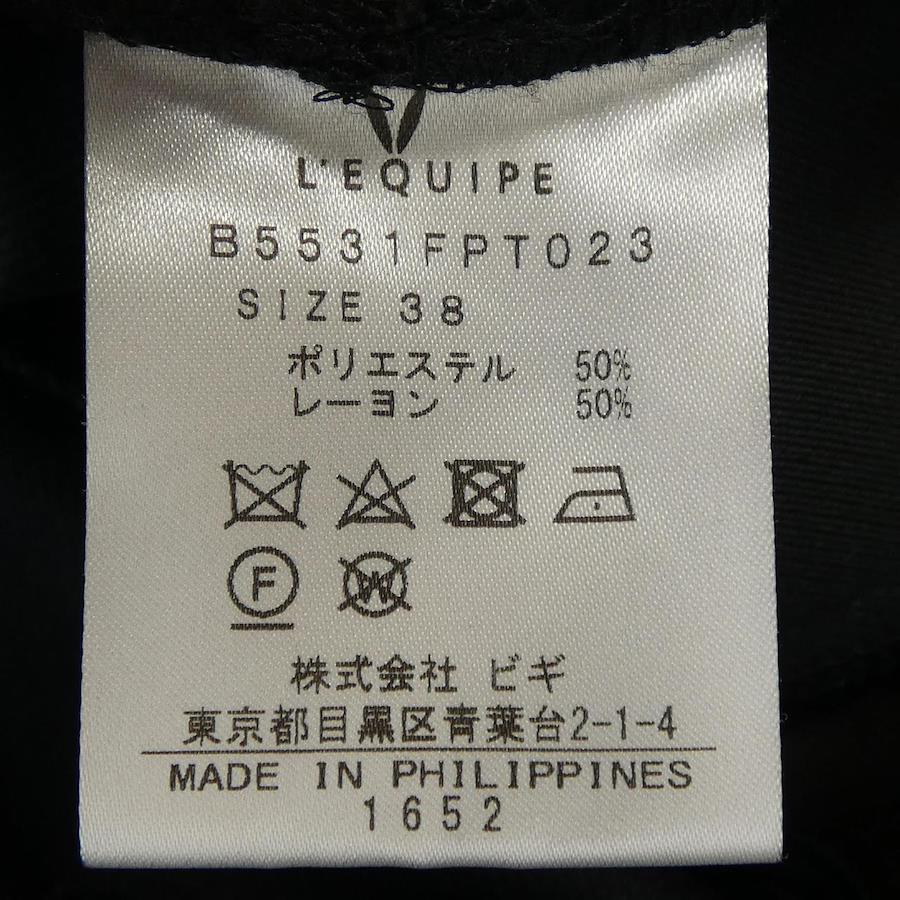 L'EQUIPE
B5531FPT023
SIZE 38
ポリエステル 50%
レーヨン 50%
F W
株式会社 ビギ
東京都目黒区青葉台2-1-4
MADE IN PHILIPPINES
1652